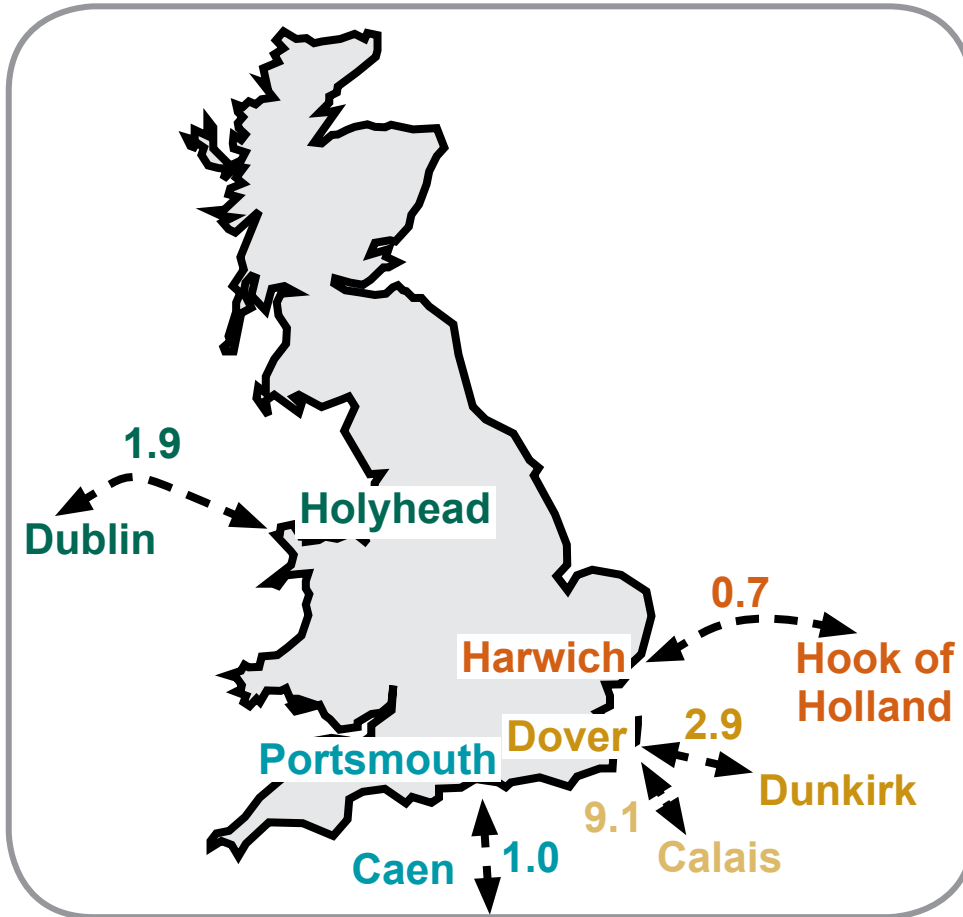 1.9
Holyhead
Dublin
0.7
Harwich
Hook of
Holland
2.9
Dover
Portsmouth
Dunkirk
9.1
Calais
Caen
1.0